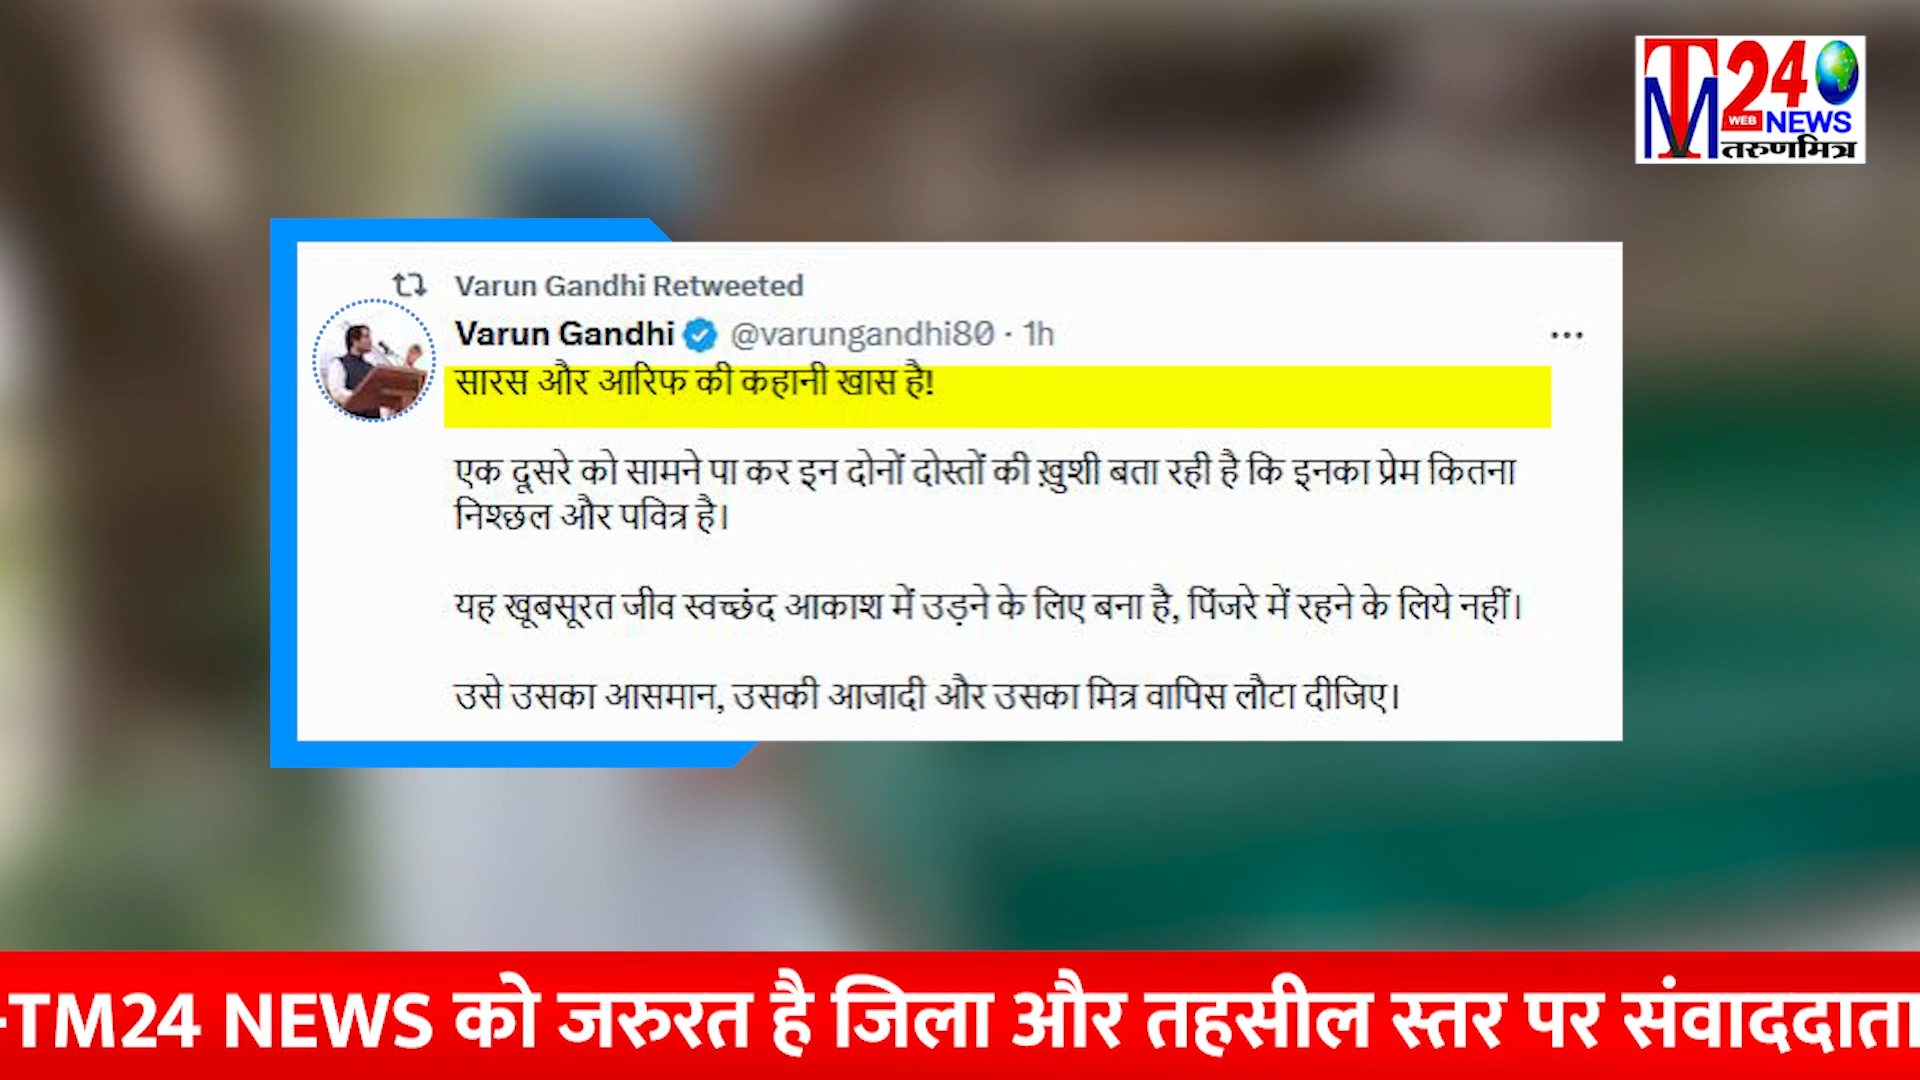 TM 24
WEB NEWS
तरुणमित्र
Varun Gandhi Retweeted
Varun Gandhi @varungandhi80 · 1h
सारस और आरिफ की कहानी खास है!
एक दूसरे को सामने पा कर इन दोनों दोस्तों की ख़ुशी बता रही है कि इनका प्रेम कितना
निश्छल और पवित्र है।
यह खूबसूरत जीव स्वच्छंद आकाश में उड़ने के लिए बना है, पिंजरे में रहने के लिये नहीं।
उसे उसका आसमान, उसकी आजादी और उसका मित्र वापिस लौटा दीजिए।
-TM24 NEWS को जरुरत है जिला और तहसील स्तर पर संवाददाता